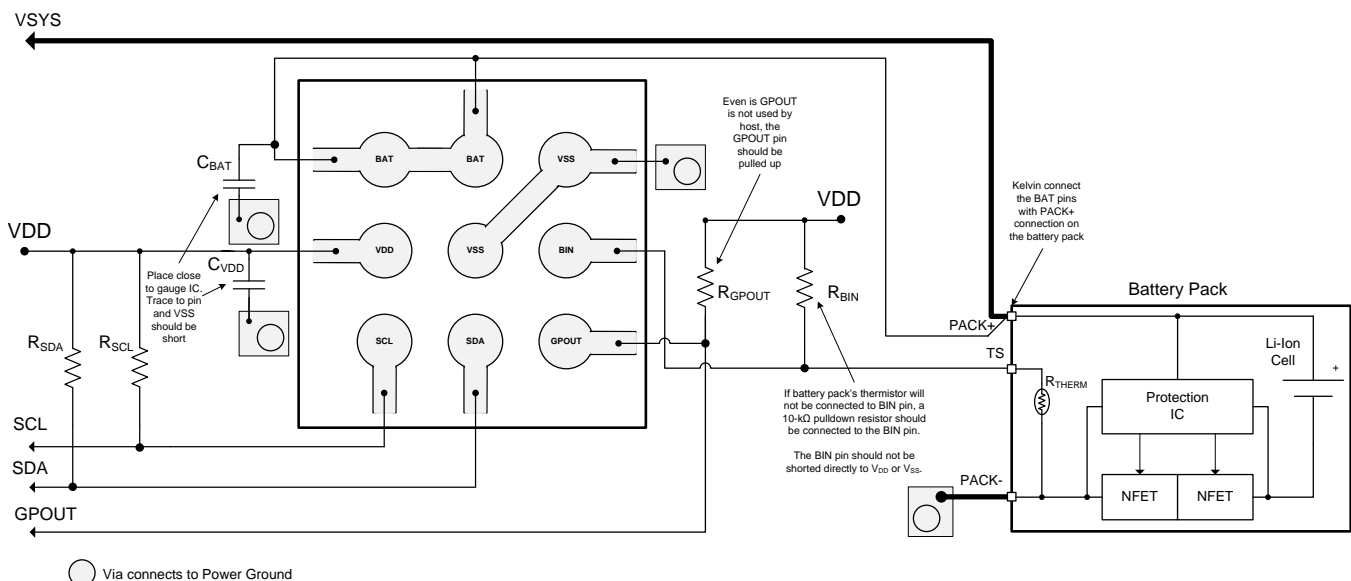 VSYS
Even is GPOUT
is not used by
host, the
GPOUT pin
should be
pulled up
CBAT
BAT
BAT
VSS
Kelvin connect
the BAT pins
with PACK+
connection on
the battery pack
VDD
VDD
VDD
VSS
BIN
CVDD
Place close
to gauge IC.
Trace to pin
and VSS
should be
short
RGPOUT
RBIN
Battery Pack
RSDA
RSCL
SCL
SDA
GPOUT
PACK+
TS
Li-Ion
Cell
+
RTHERM
Protection
IC
If battery pack's thermistor will
not be connected to BIN pin, a
10-kΩ pulldown resistor should
be connected to the BIN pin.
The BIN pin should not be
shorted directly to VDD or VSS.
SCL
SDA
PACK-
NFET
NFET
GPOUT
Via connects to Power Ground